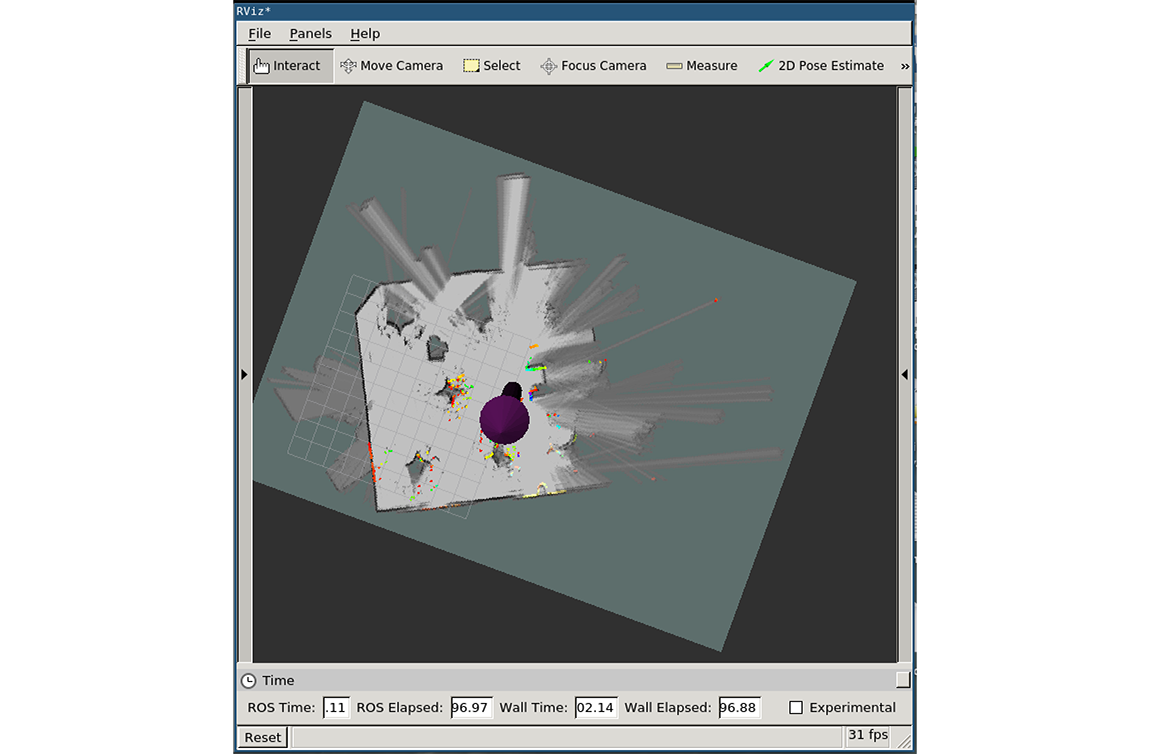 RViz*
File Panels Help
Interact Move Camera Select Focus Camera Measure 2D Pose Estimate »
Time
ROS Time: .11 ROS Elapsed: 96.97 Wall Time: 02.14 Wall Elapsed: 96.88 Experimental
Reset 31 fps